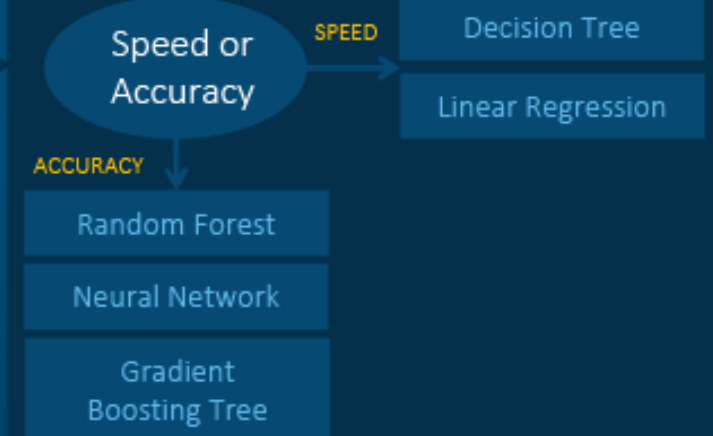 Speed or
Accuracy
SPEED
Decision Tree
Linear Regression
ACCURACY
Random Forest
Neural Network
Gradient
Boosting Tree